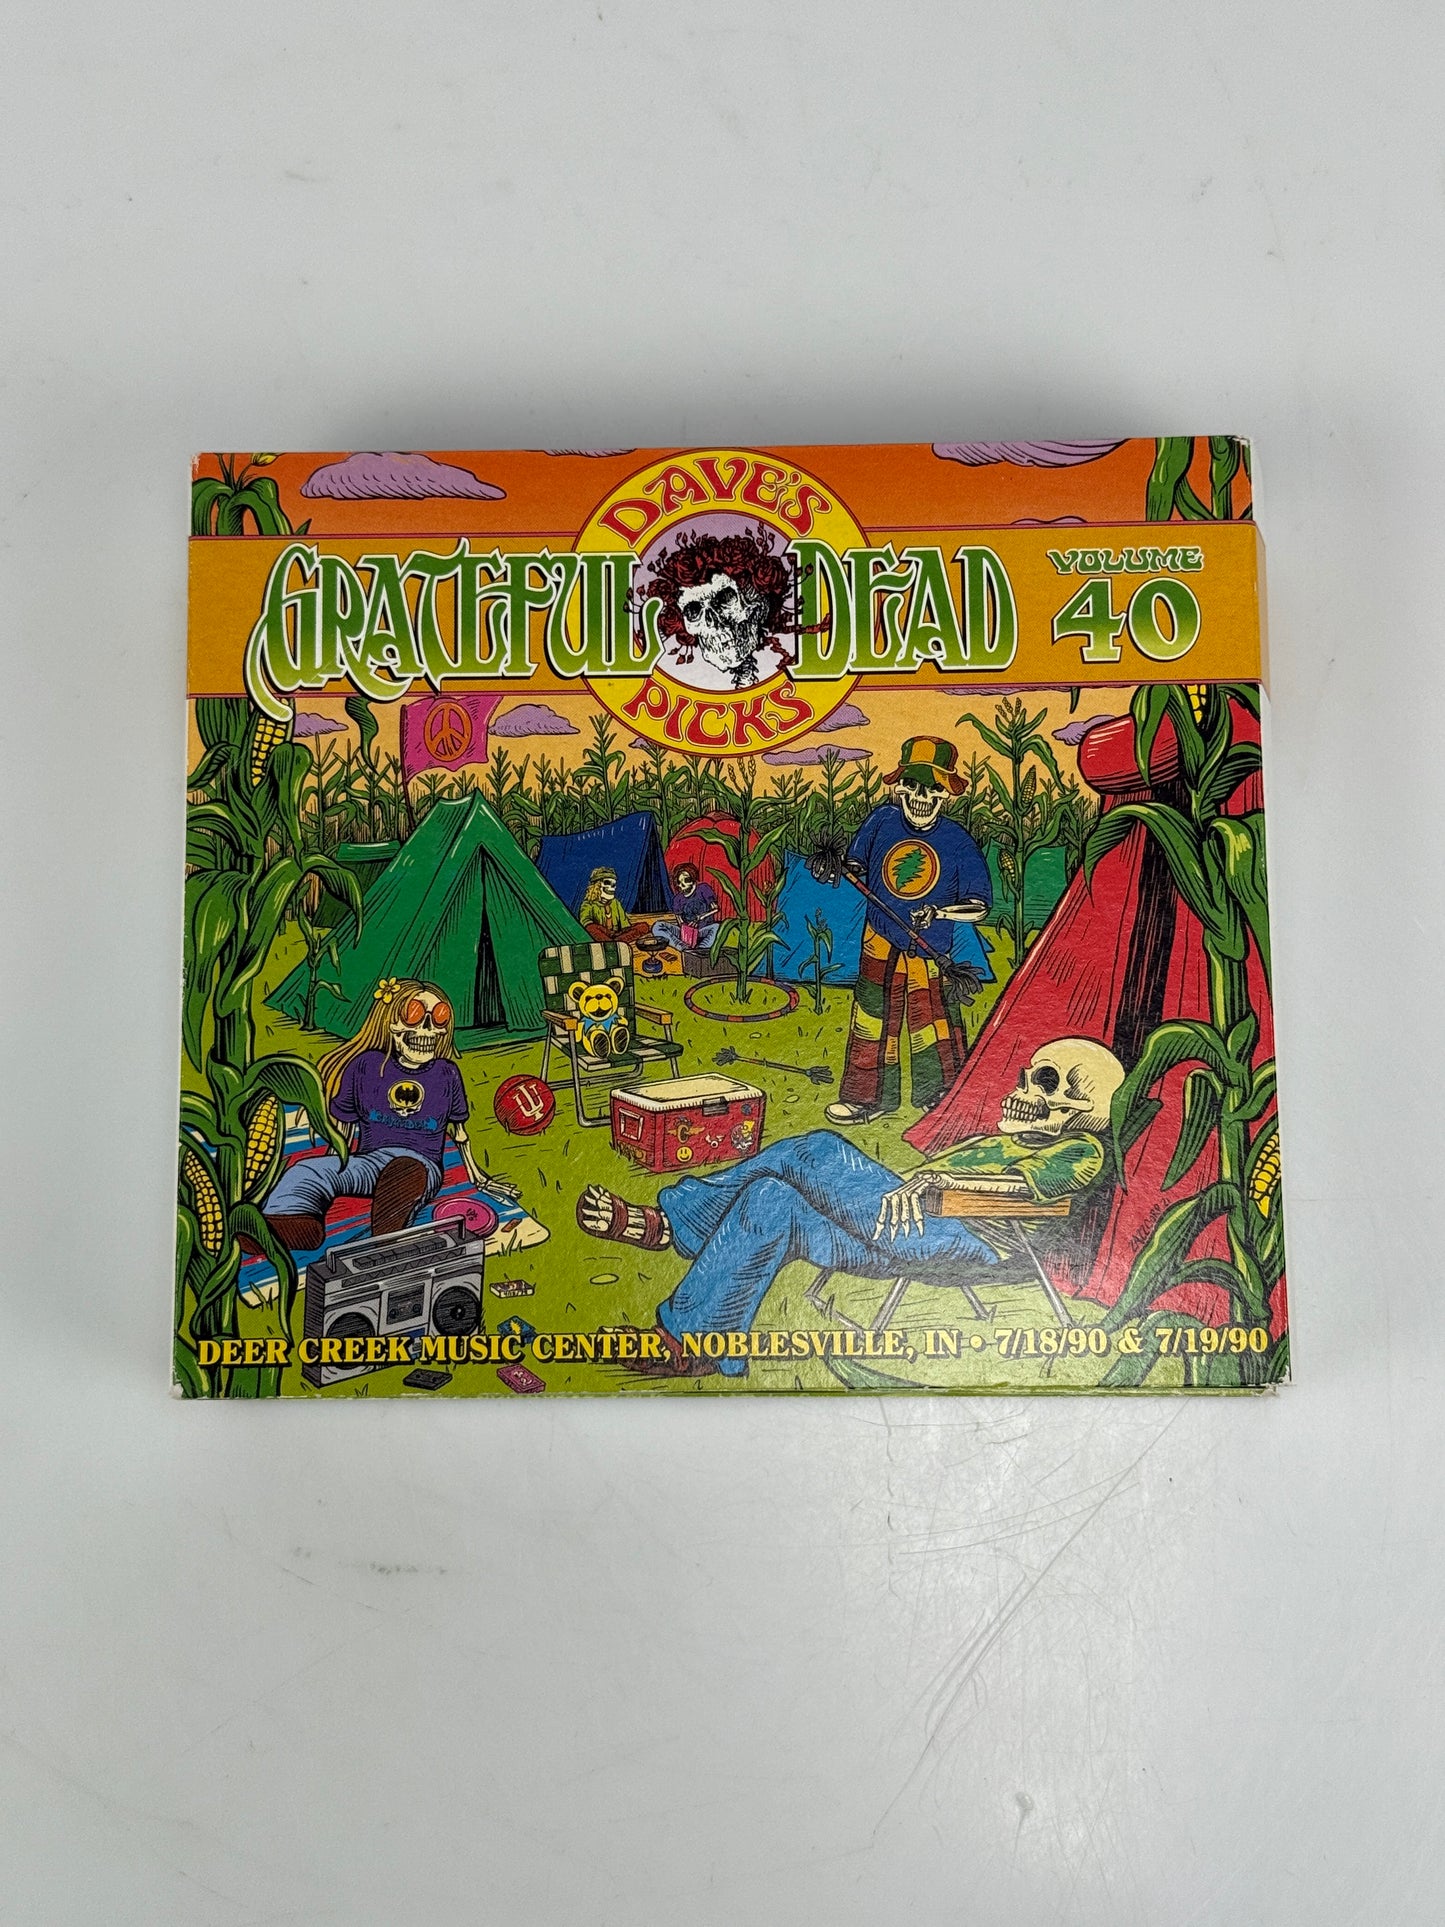 DAVE'S
GRATEFUL DEAD
VOLUME
40
PICKS
DEER CREEK MUSIC CENTER, NOBLESVILLE, IN • 7/18/90 & 7/19/90